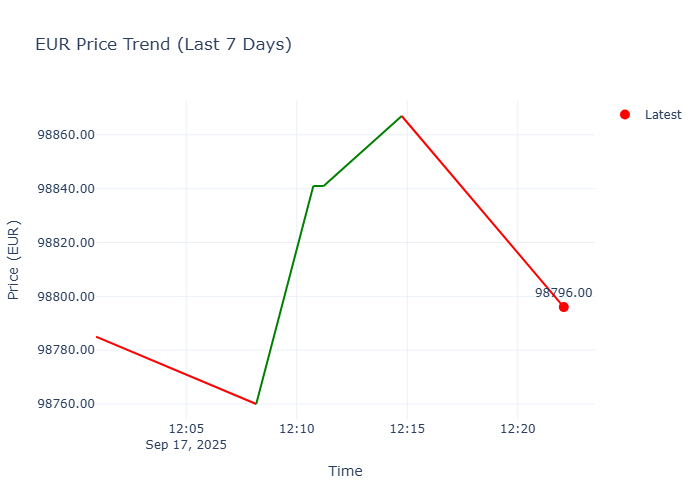 EUR Price Trend (Last 7 Days)
Latest
98860.00
98840.00
98820.00
98800.00
98780.00
98760.00
Price (EUR)
98796.00
12:05
12:10
12:15
12:20
Sep 17, 2025
Time